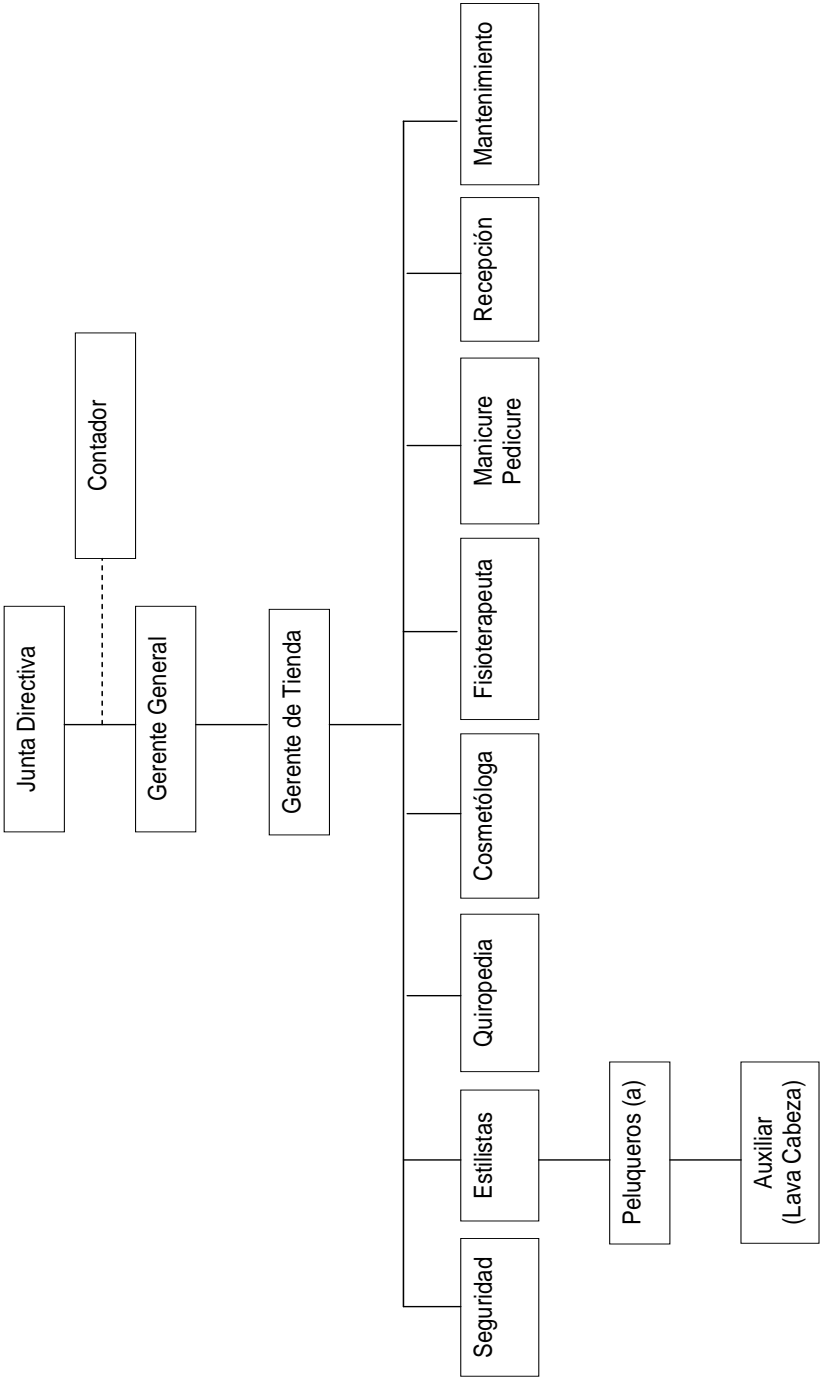 Junta Directiva
Contador
Gerente General
Gerente de Tienda
Seguridad
Estilistas
Quiropedia
Cosmetóloga
Fisioterapeuta
Manicure
Pedicure
Recepción
Mantenimiento
Peluqueros (a)
Auxiliar
(Lava Cabeza)